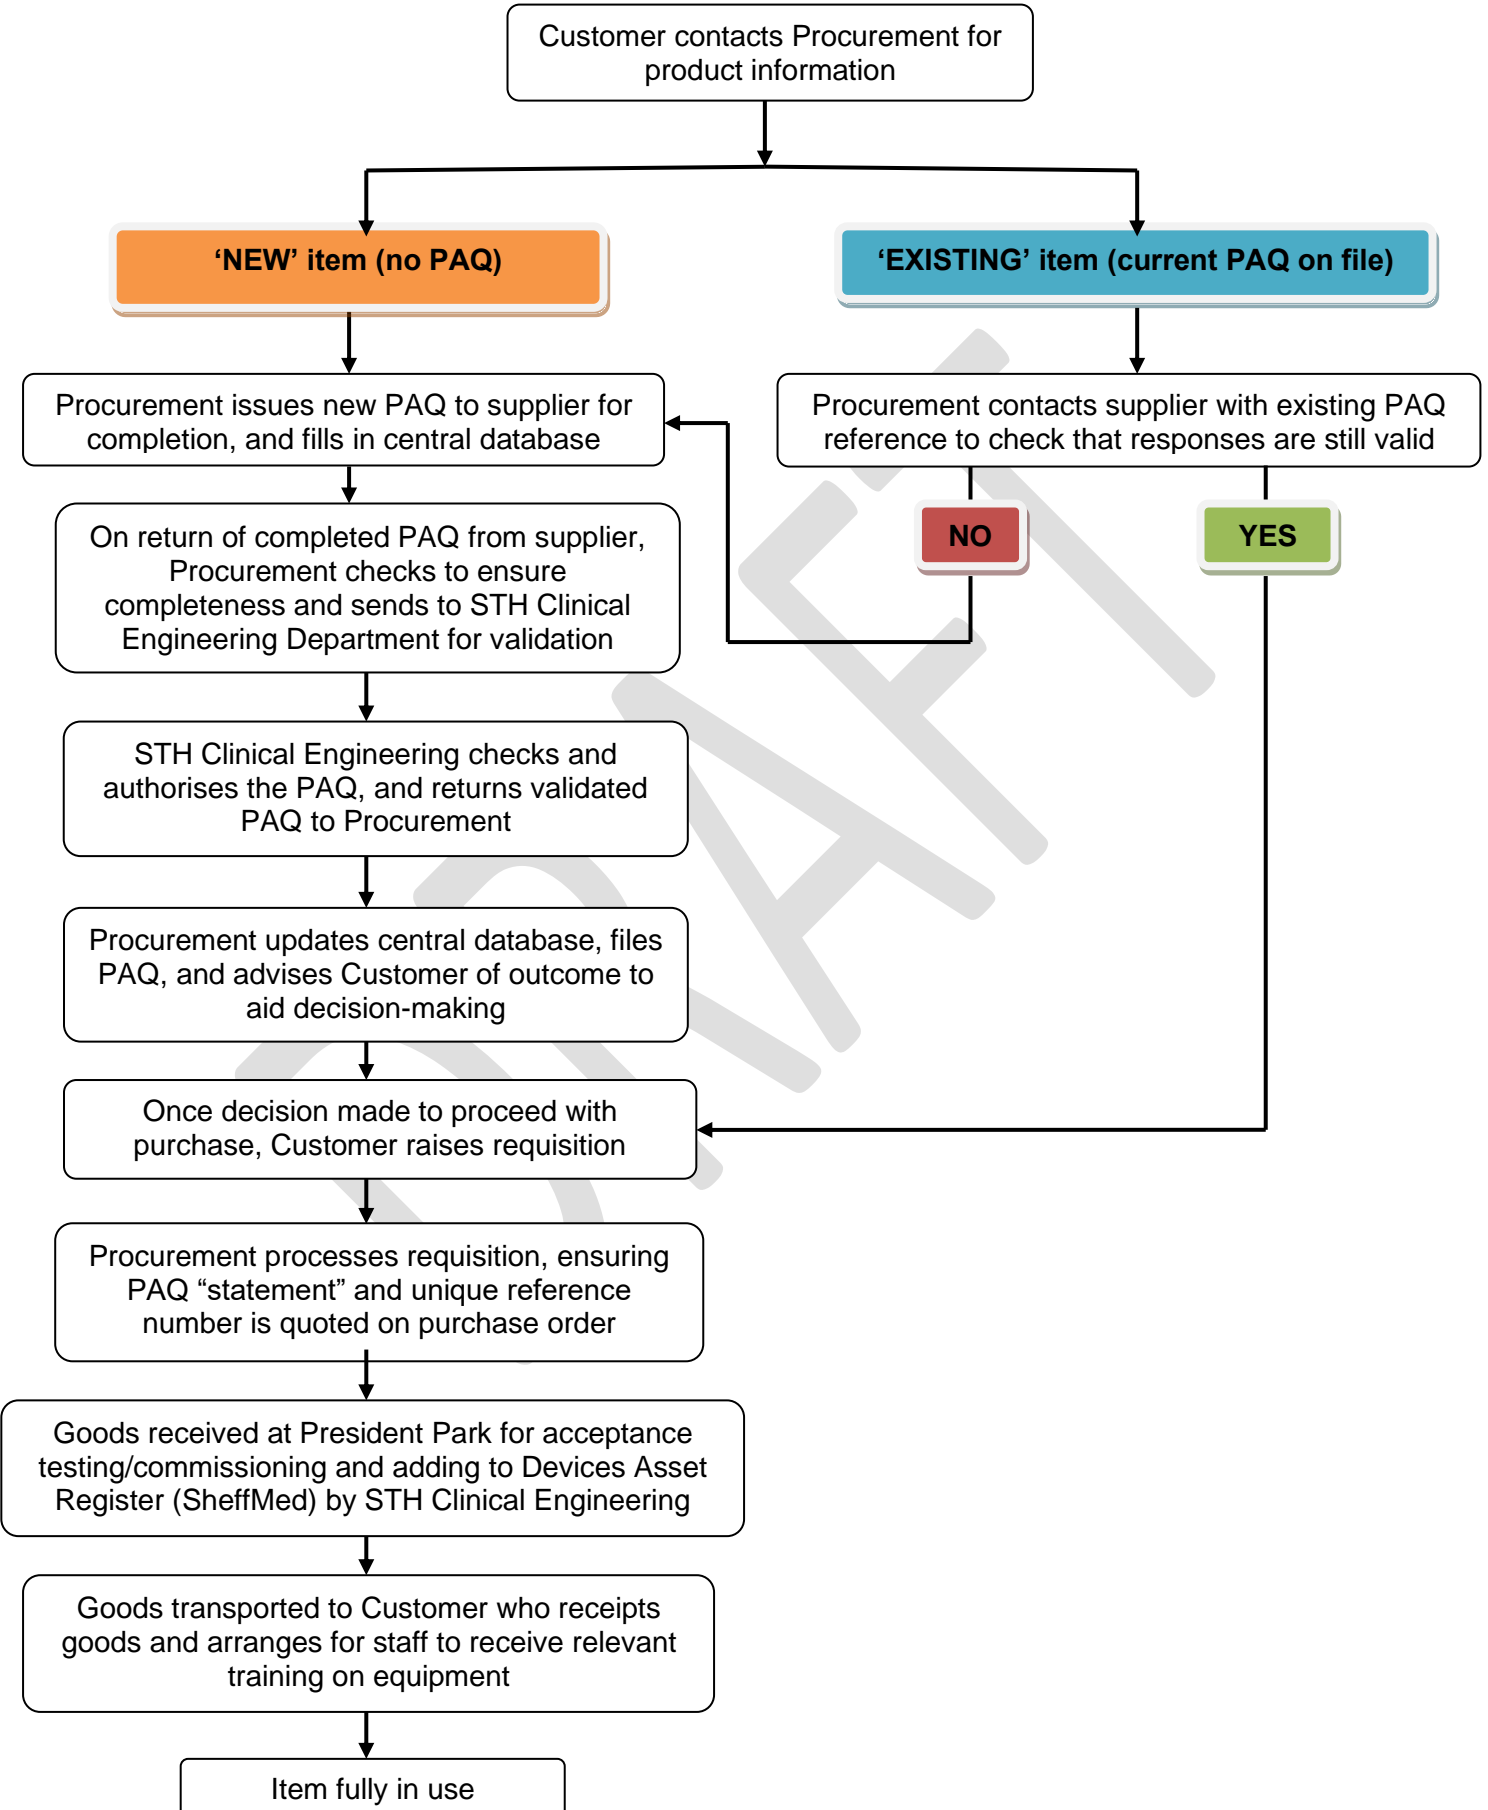 Customer contacts Procurement for
product information
‘NEW’ item (no PAQ)
‘EXISTING’ item (current PAQ on file)
Procurement issues new PAQ to supplier for
completion, and fills in central database
Procurement contacts supplier with existing PAQ
reference to check that responses are still valid
NO
YES
On return of completed PAQ from supplier,
Procurement checks to ensure
completeness and sends to STH Clinical
Engineering Department for validation
STH Clinical Engineering checks and
authorises the PAQ, and returns validated
PAQ to Procurement
Procurement updates central database, files
PAQ, and advises Customer of outcome to
aid decision-making
Once decision made to proceed with
purchase, Customer raises requisition
Procurement processes requisition, ensuring
PAQ “statement” and unique reference
number is quoted on purchase order
Goods received at President Park for acceptance
testing/commissioning and adding to Devices Asset
Register (SheffMed) by STH Clinical Engineering
Goods transported to Customer who receipts
goods and arranges for staff to receive relevant
training on equipment
Item fully in use
DRAFT